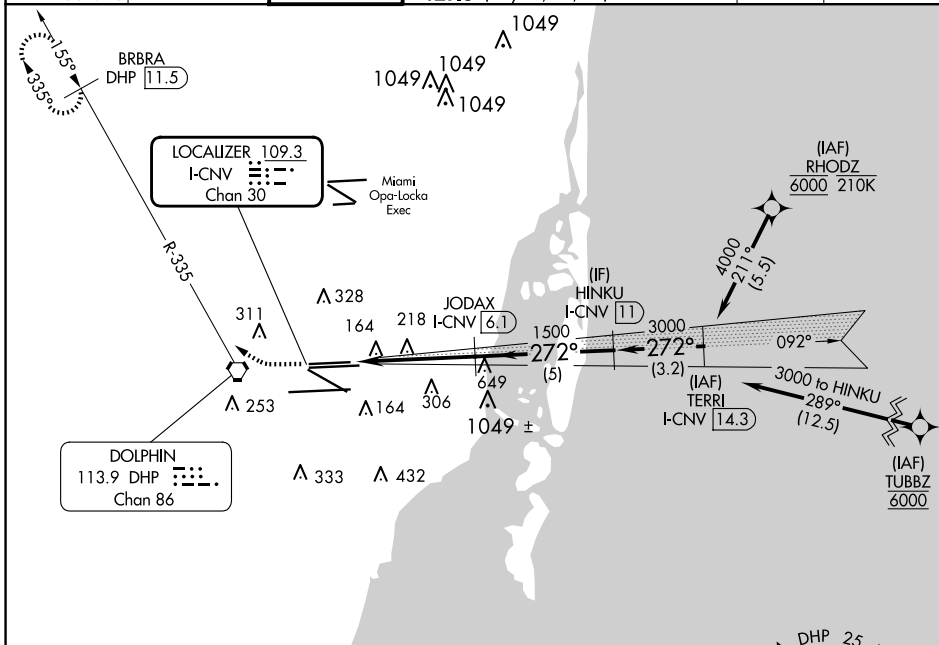 1049
1049
1049
1049
155°
335°
BRBRA
DHP 11.5
LOCALIZER 109.3
I-CNV
Chan 30
Miami
Opa-Locka
Exec
(IAF)
RHODZ
6000 210K
4000
211°
(5.5)
R-335
328
311
164
218
JODAX
I-CNV 6.1
(IF)
HINKU
I-CNV 11
1500
3000
272°
272°
092°
(5)
(3.2)
649
(IAF)
TERRI
I-CNV 14.3
3000 to HINKU
289°
(12.5)
253
164
306
1049 ±
(IAF)
TUBBZ
6000
DOLPHIN
113.9 DHP
Chan 86
333
432
DHP 25